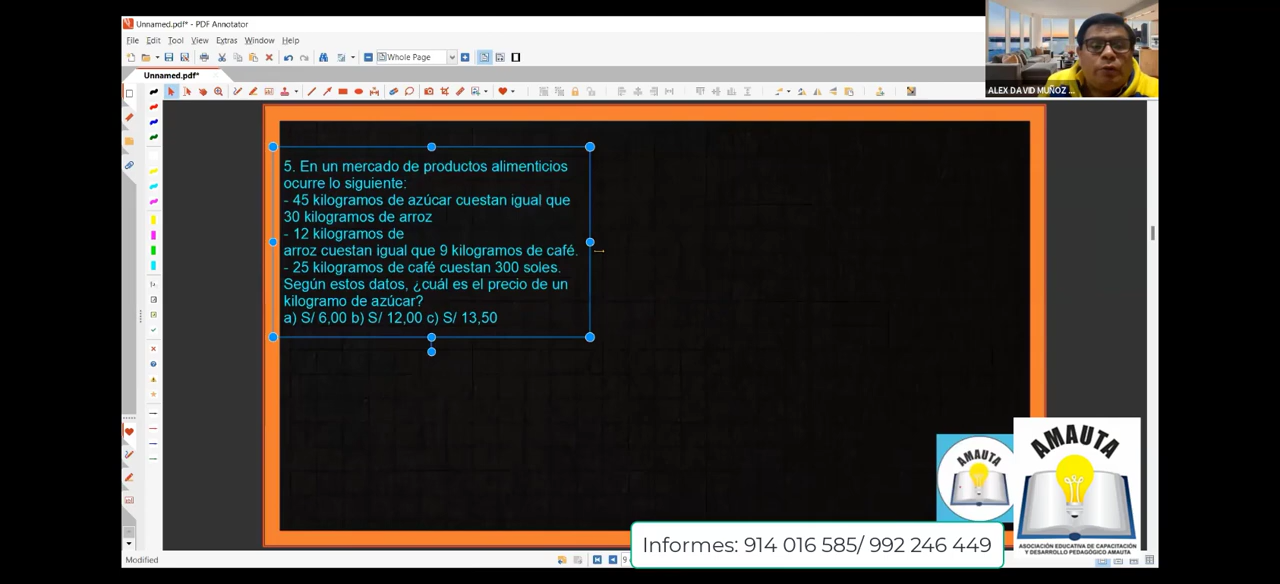 Unnamed.pdf* - PDF Annotator
File Edit Tool View Extras Window Help
Whole Page
Unnamed.pdf*
ALEX DAVID MUÑOZ ...
5. En un mercado de productos alimenticios
ocurre lo siguiente:
- 45 kilogramos de azúcar cuestan igual que
30 kilogramos de arroz
- 12 kilogramos de
arroz cuestan igual que 9 kilogramos de café.
- 25 kilogramos de café cuestan 300 soles.
Según estos datos, ¿cuál es el precio de un
kilogramo de azúcar?
a) S/ 6,00 b) S/ 12,00 c) S/ 13,50
AMAUTA
AMAUTA
ASOCIACIÓN EDUCATIVA DE CAPACITACIÓN
Y DESARROLLO PEDAGÓGICO AMAUTA
Informes: 914 016 585/ 992 246 449
Modified
9